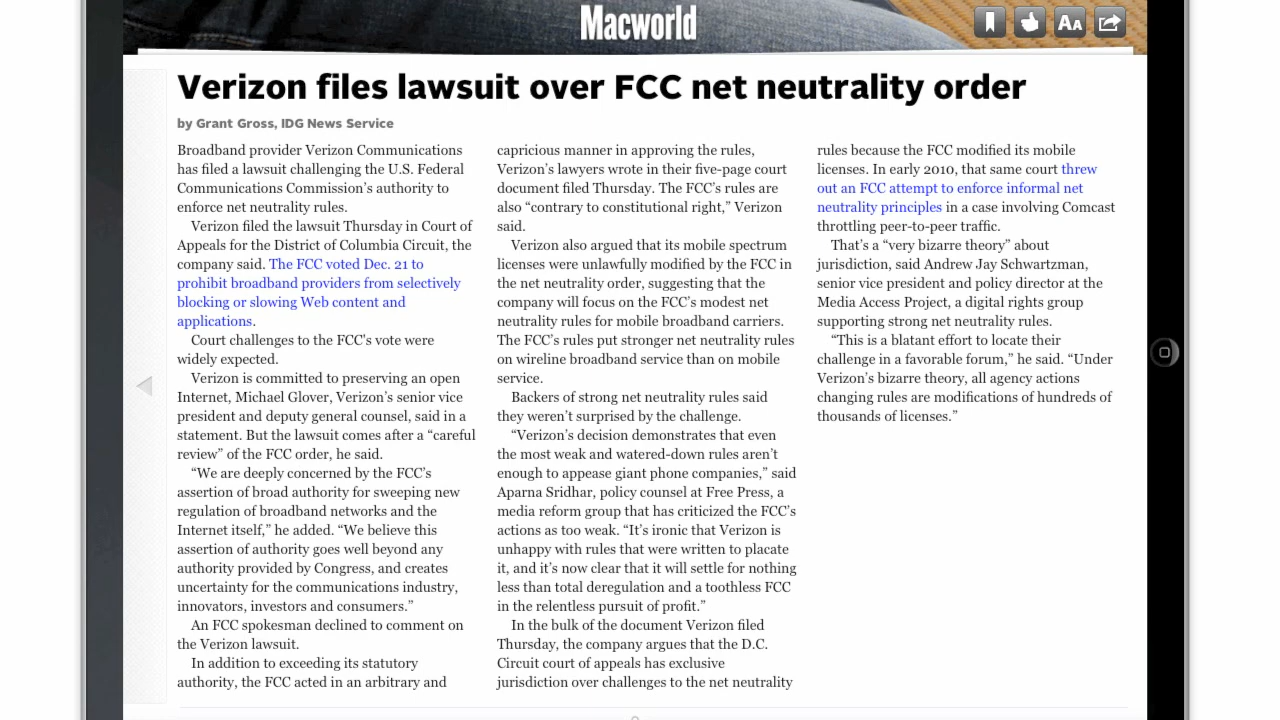 Macworld
AA
Verizon files lawsuit over FCC net neutrality order
by Grant Gross, IDG News Service
Broadband provider Verizon Communications
has filed a lawsuit challenging the U.S. Federal
Communications Commission's authority to
enforce net neutrality rules.
Verizon filed the lawsuit Thursday in Court of
Appeals for the District of Columbia Circuit, the
company said. The FCC voted Dec. 21 to
prohibit broadband providers from selectively
blocking or slowing Web content and
applications.
Court challenges to the FCC's vote were
widely expected.
Verizon is committed to preserving an open
Internet, Michael Glover, Verizon's senior vice
president and deputy general counsel, said in a
statement. But the lawsuit comes after a “careful
review” of the FCC order, he said.
“We are deeply concerned by the FCC's
assertion of broad authority for sweeping new
regulation of broadband networks and the
Internet itself,” he added. “We believe this
assertion of authority goes well beyond any
authority provided by Congress, and creates
uncertainty for the communications industry,
innovators, investors and consumers.”
An FCC spokesman declined to comment on
the Verizon lawsuit.
In addition to exceeding its statutory
authority, the FCC acted in an arbitrary and
capricious manner in approving the rules,
Verizon's lawyers wrote in their five-page court
document filed Thursday. The FCC's rules are
also “contrary to constitutional right,” Verizon
said.
Verizon also argued that its mobile spectrum
licenses were unlawfully modified by the FCC in
the net neutrality order, suggesting that the
company will focus on the FCC's modest net
neutrality rules for mobile broadband carriers.
The FCC's rules put stronger net neutrality rules
on wireline broadband service than on mobile
service.
Backers of strong net neutrality rules said
they weren't surprised by the challenge.
“Verizon's decision demonstrates that even
the most weak and watered-down rules aren't
enough to appease giant phone companies,” said
Aparna Sridhar, policy counsel at Free Press, a
media reform group that has criticized the FCC's
actions as too weak. “It's ironic that Verizon is
unhappy with rules that were written to placate
it, and it's now clear that it will settle for nothing
less than total deregulation and a toothless FCC
in the relentless pursuit of profit.”
In the bulk of the document Verizon filed
Thursday, the company argues that the D.C.
Circuit court of appeals has exclusive
jurisdiction over challenges to the net neutrality
rules because the FCC modified its mobile
licenses. In early 2010, that same court threw
out an FCC attempt to enforce informal net
neutrality principles in a case involving Comcast
throttling peer-to-peer traffic.
That's a “very bizarre theory” about
jurisdiction, said Andrew Jay Schwartzman,
senior vice president and policy director at the
Media Access Project, a digital rights group
supporting strong net neutrality rules.
“This is a blatant effort to locate their
challenge in a favorable forum,” he said. “Under
Verizon's bizarre theory, all agency actions
changing rules are modifications of hundreds of
thousands of licenses.”